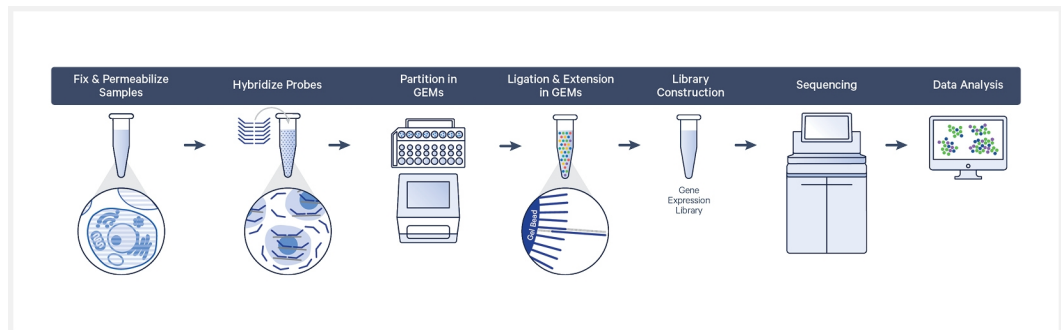 Fix & Permeabilize
Samples
Hybridize Probes
Partition in
GEMs
Ligation & Extension
in GEMs
Library
Construction
Sequencing
Data Analysis
Gel Bead
Gene
Expression
Library